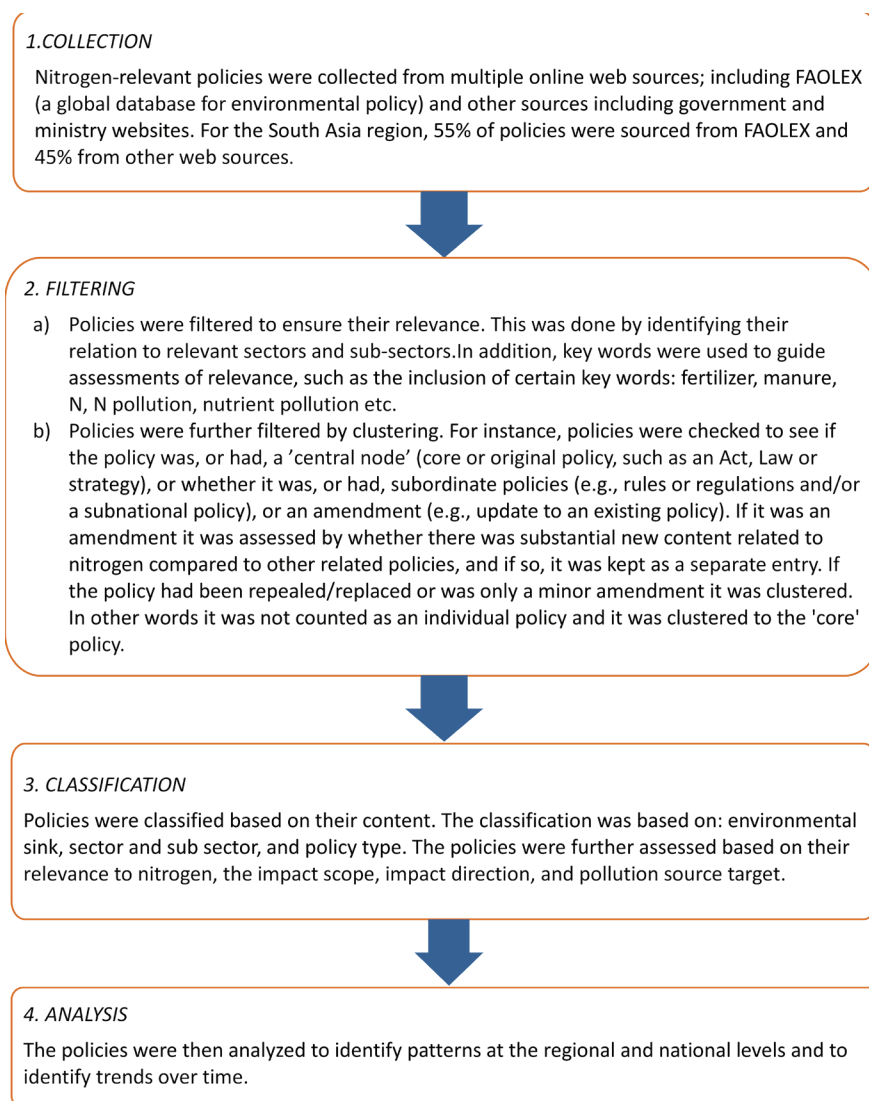 1.COLLECTION
Nitrogen-relevant policies were collected from multiple online web sources; including FAOLEX
(a global database for environmental policy) and other sources including government and
ministry websites. For the South Asia region, 55% of policies were sourced from FAOLEX and
45% from other web sources.
2. FILTERING
a) Policies were filtered to ensure their relevance. This was done by identifying their
relation to relevant sectors and sub-sectors.In addition, key words were used to guide
assessments of relevance, such as the inclusion of certain key words: fertilizer, manure,
N, N pollution, nutrient pollution etc.
b) Policies were further filtered by clustering. For instance, policies were checked to see if
the policy was, or had, a ’central node’ (core or original policy, such as an Act, Law or
strategy), or whether it was, or had, subordinate policies (e.g., rules or regulations and/or
a subnational policy), or an amendment (e.g., update to an existing policy). If it was an
amendment it was assessed by whether there was substantial new content related to
nitrogen compared to other related policies, and if so, it was kept as a separate entry. If
the policy had been repealed/replaced or was only a minor amendment it was clustered.
In other words it was not counted as an individual policy and it was clustered to the 'core'
policy.
3. CLASSIFICATION
Policies were classified based on their content. The classification was based on: environmental
sink, sector and sub sector, and policy type. The policies were further assessed based on their
relevance to nitrogen, the impact scope, impact direction, and pollution source target.
4. ANALYSIS
The policies were then analyzed to identify patterns at the regional and national levels and to
identify trends over time.